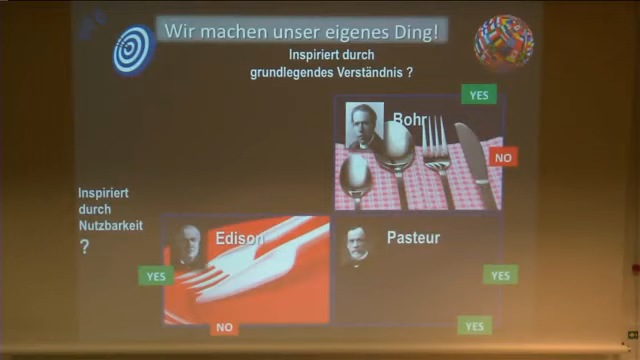 Wir machen unser eigenes Ding!
Inspiriert durch
grundlegendes Verständnis ?
YES
Bohr
NO
Inspiriert
durch
Nutzbarkeit
?
Edison
Pasteur
YES
YES
NO
YES